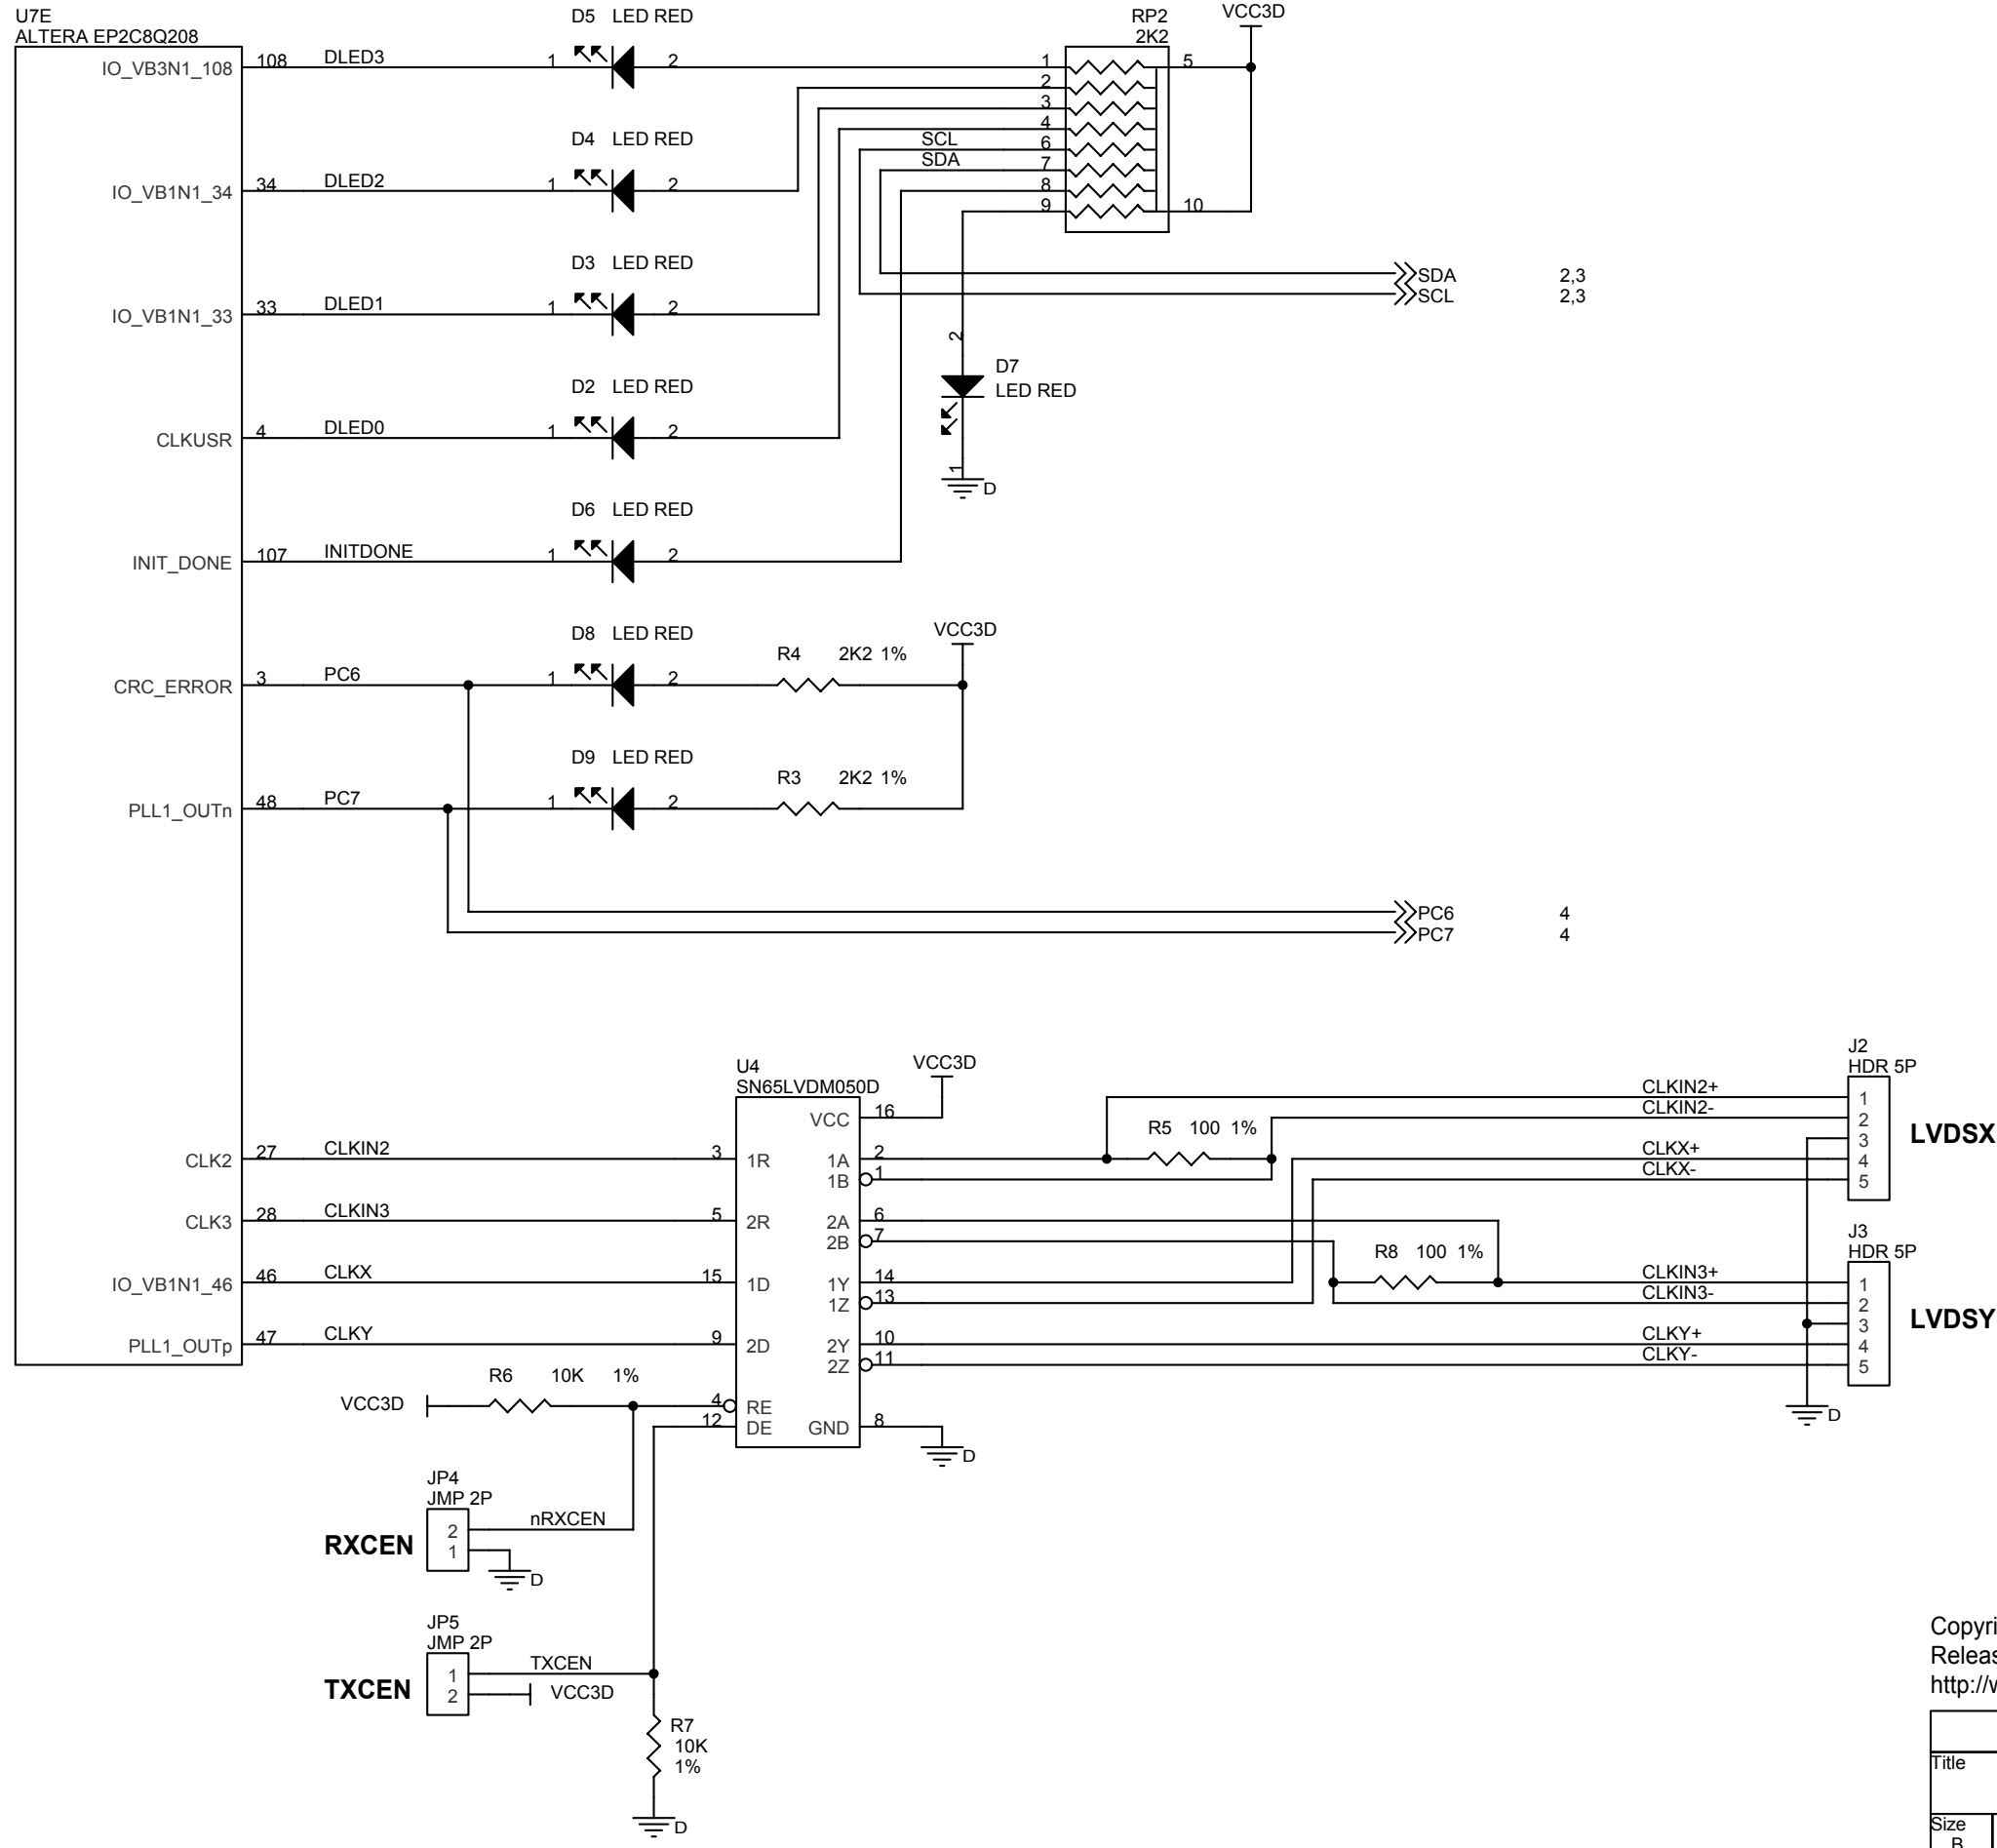 U7E
ALTERA EP2C8Q208
D5 LED RED
RP2
2K2
VCC3D
IO_VB3N1_108 108 DLED3 1 2 1 5
2
3
4
SCL 6
SDA 7
8
9 10
D4 LED RED
IO_VB1N1_34 34 DLED2 1 2
D3 LED RED
SDA 2,3
SCL 2,3
IO_VB1N1_33 33 DLED1 1 2
2
D7
LED RED
1
D
D2 LED RED
CLKUSR 4 DLED0 1 2
D6 LED RED
INIT_DONE 107 INITDONE 1 2
D8 LED RED
R4 2K2 1%
VCC3D
CRC_ERROR 3 PC6 1 2
D9 LED RED
R3 2K2 1%
PLL1_OUTn 48 PC7 1 2
PC6 4
PC7 4
U4
SN65LVDM050D
VCC3D
J2
HDR 5P
LVDSX
CLKIN2+ 1
CLKIN2- 2
3
CLKX+ 4
CLKX- 5
VCC 16
R5 100 1%
CLK2 27 CLKIN2 3 1R 1A 2
1B 1
CLK3 28 CLKIN3 5 2R 2A 6
2B 7
R8 100 1%
J3
HDR 5P
LVDSY
IO_VB1N1_46 46 CLKX 15 1D 1Y 14 CLKIN3+ 1
1Z 13 CLKIN3- 2
3
PLL1_OUTp 47 CLKY 9 2D 2Y 10 CLKY+ 4
2Z 11 CLKY- 5
D
R6 10K 1%
VCC3D
4 RE
12 DE GND 8
D
JP4
JMP 2P
RXCEN
2 nRXCEN
1
D
JP5
JMP 2P
TXCEN
1 TXCEN
2 VCC3D
R7
10K
1%
D
Copyri
Releas
http://w
Title
Size
B